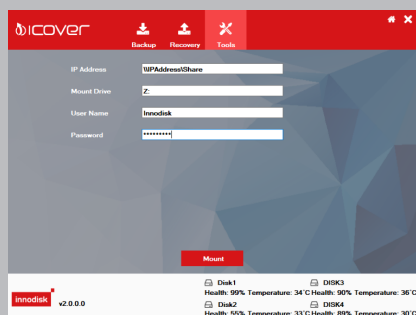 icover
Backup Recovery Tools
IP Address \\IPAddress\Share
Mount Drive Z:
User Name Innodisk
Password *********
Mount
Disk1 DISK3
Health: 99% Temperature: 34°C Health: 90% Temperature: 36°C
innodisk v2.0.0.0
Disk2 DISK4
Health: 55% Temperature: 33°C Health: 89% Temperature: 30°C